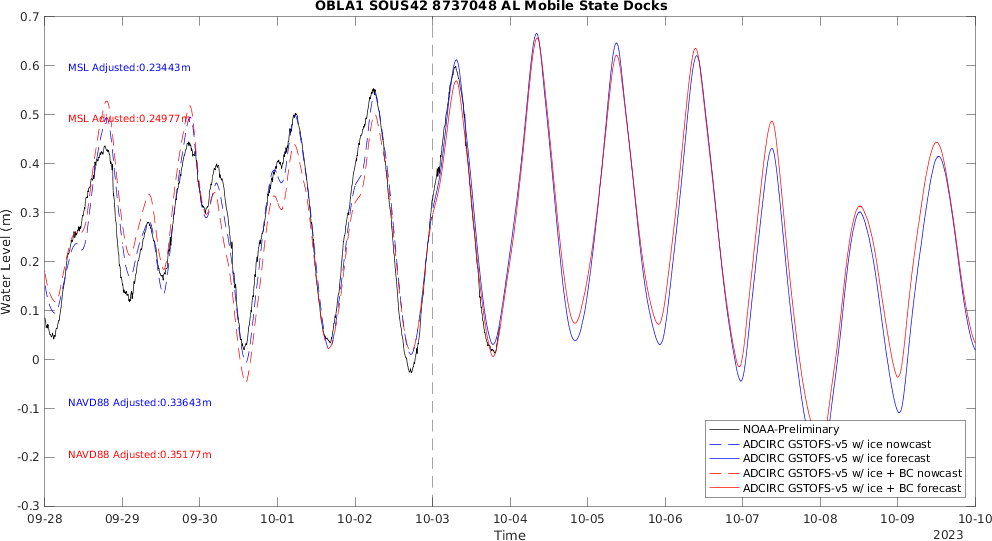 OBLA1 SOUS42 8737048 AL Mobile State Docks
0.7
0.6
0.5
0.4
0.3
0.2
0.1
0
-0.1
-0.2
-0.3
Water Level (m)
MSL Adjusted:0.23443m
MSL Adjusted:0.24977m
NAVD88 Adjusted:0.33643m
NAVD88 Adjusted:0.35177m
NOAA-Preliminary
ADCIRC GSTOFS-v5 w/ ice nowcast
ADCIRC GSTOFS-v5 w/ ice forecast
ADCIRC GSTOFS-v5 w/ ice + BC nowcast
ADCIRC GSTOFS-v5 w/ ice + BC forecast
09-28 09-29 09-30 10-01 10-02 10-03 10-04 10-05 10-06 10-07 10-08 10-09 10-10
Time
2023